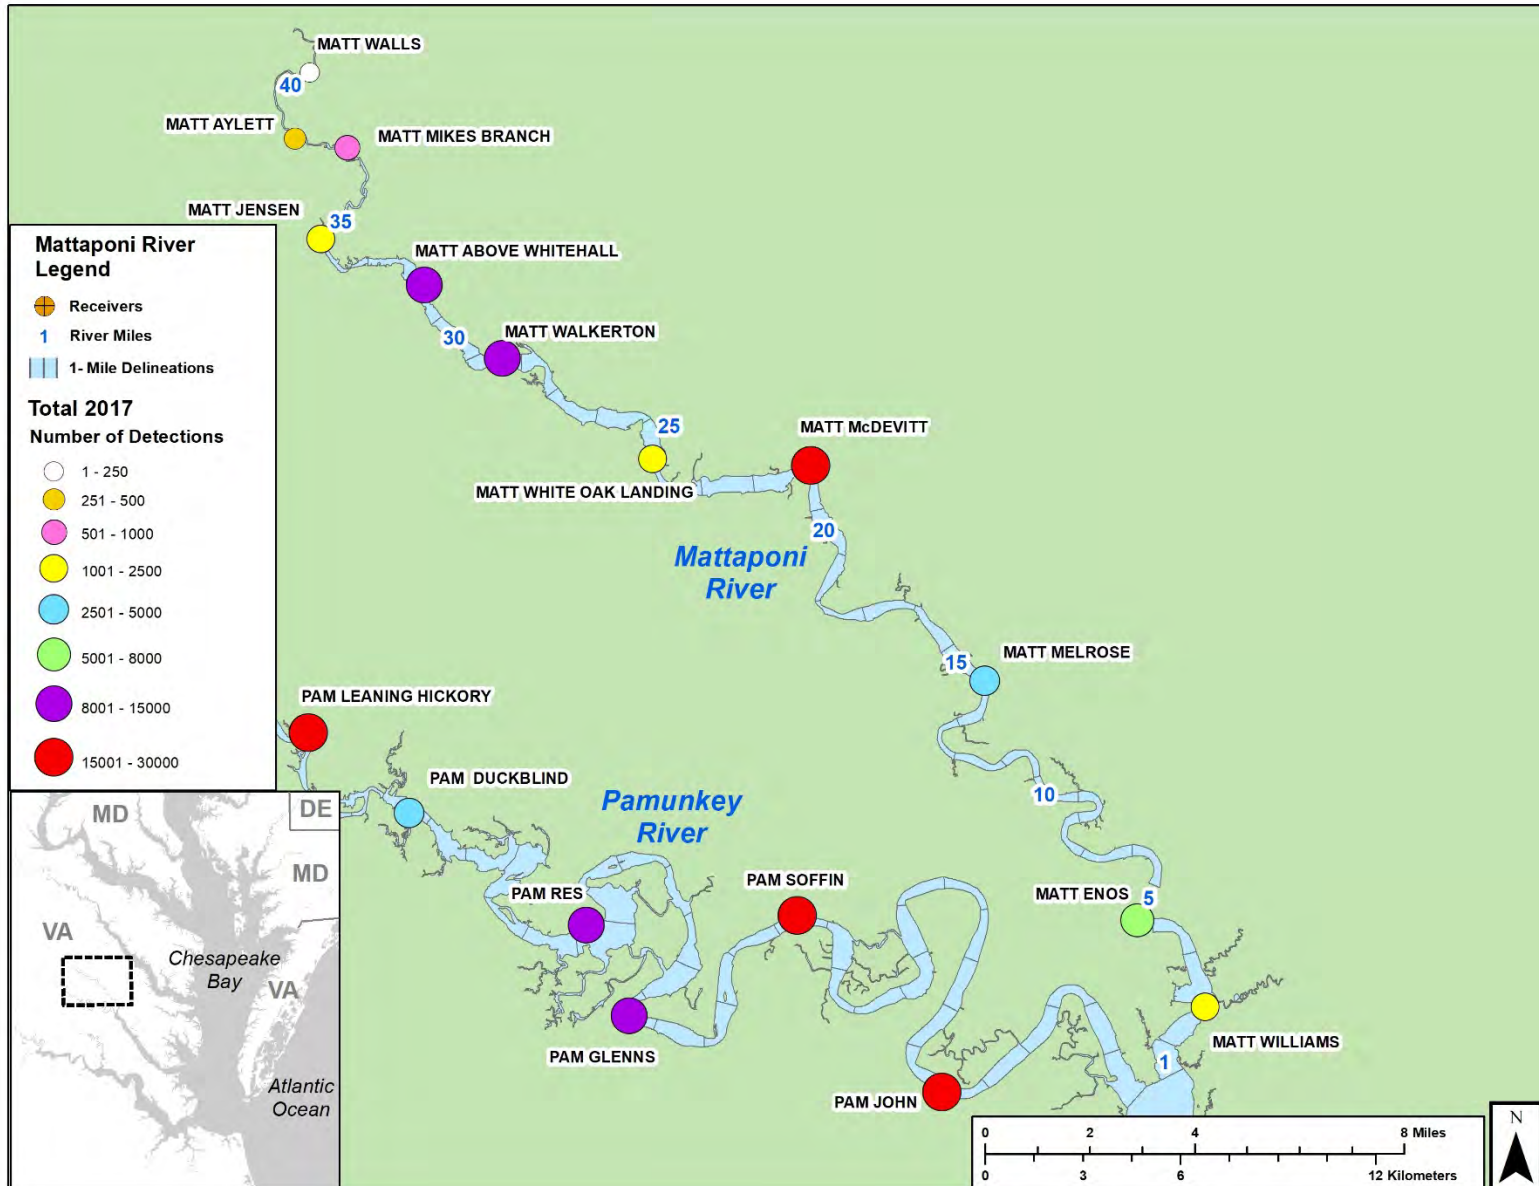 MATT WALLS
40
MATT AYLETT
MATT MIKES BRANCH
MATT JENSEN
35
MATT ABOVE WHITEHALL
30
MATT WALKERTON
25
MATT McDEVITT
MATT WHITE OAK LANDING
20
Mattaponi
River
15
MATT MELROSE
10
MATT ENOS
5
MATT WILLIAMS
1
PAM LEANING HICKORY
PAM DUCKBLIND
Pamunkey
River
PAM RES
PAM SOFFIN
PAM GLENNS
PAM JOHN
Mattaponi River
Legend
Receivers
1 River Miles
1- Mile Delineations
Total 2017
Number of Detections
1 - 250
251 - 500
501 - 1000
1001 - 2500
2501 - 5000
5001 - 8000
8001 - 15000
15001 - 30000
MD
DE
MD
VA
Chesapeake
Bay
VA
Atlantic
Ocean
0 2 4 8 Miles
0 3 6 12 Kilometers
N